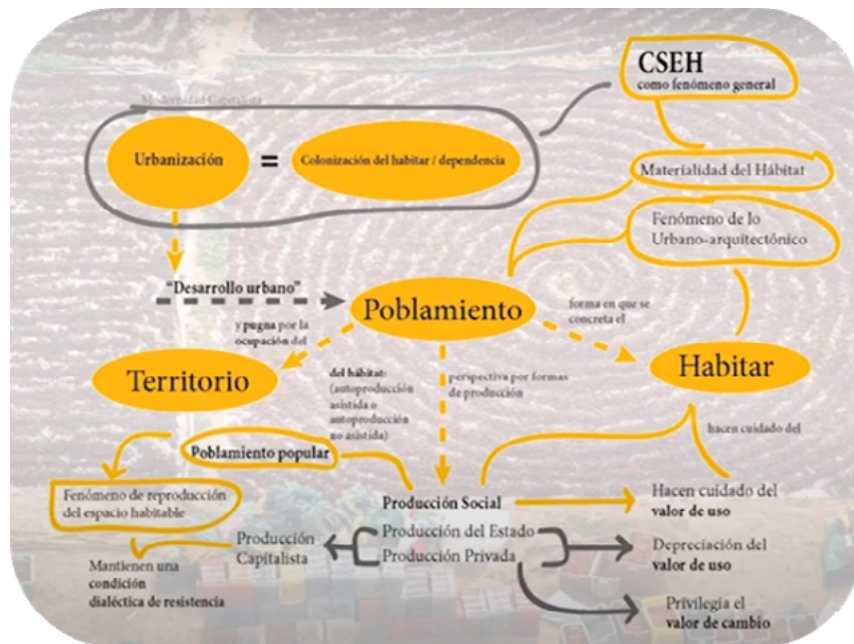 CSEH
como fenómeno general
Modernidad Capitalista
Urbanización
=
Colonización del habitar / dependencia
Materialidad del Hábitat
Fenómeno de lo
Urbano-arquitectónico
“Desarrollo urbano”
Poblamiento
forma en que se
concreta el
y pugna por la
ocupación del
Territorio
Habitar
del hábitat:
(autoproducción
asistida o
autoproducción
no asistida)
perspectiva por formas
de producción
hacen cuidado del
Poblamiento popular
Fenómeno de reproducción
del espacio habitable
Producción Social
Hacen cuidado del
valor de uso
Producción
Capitalista
Producción del Estado
Producción Privada
Depreciación del
valor de uso
Mantienen una
condición
dialéctica de resistencia
Privilegia el
valor de cambio